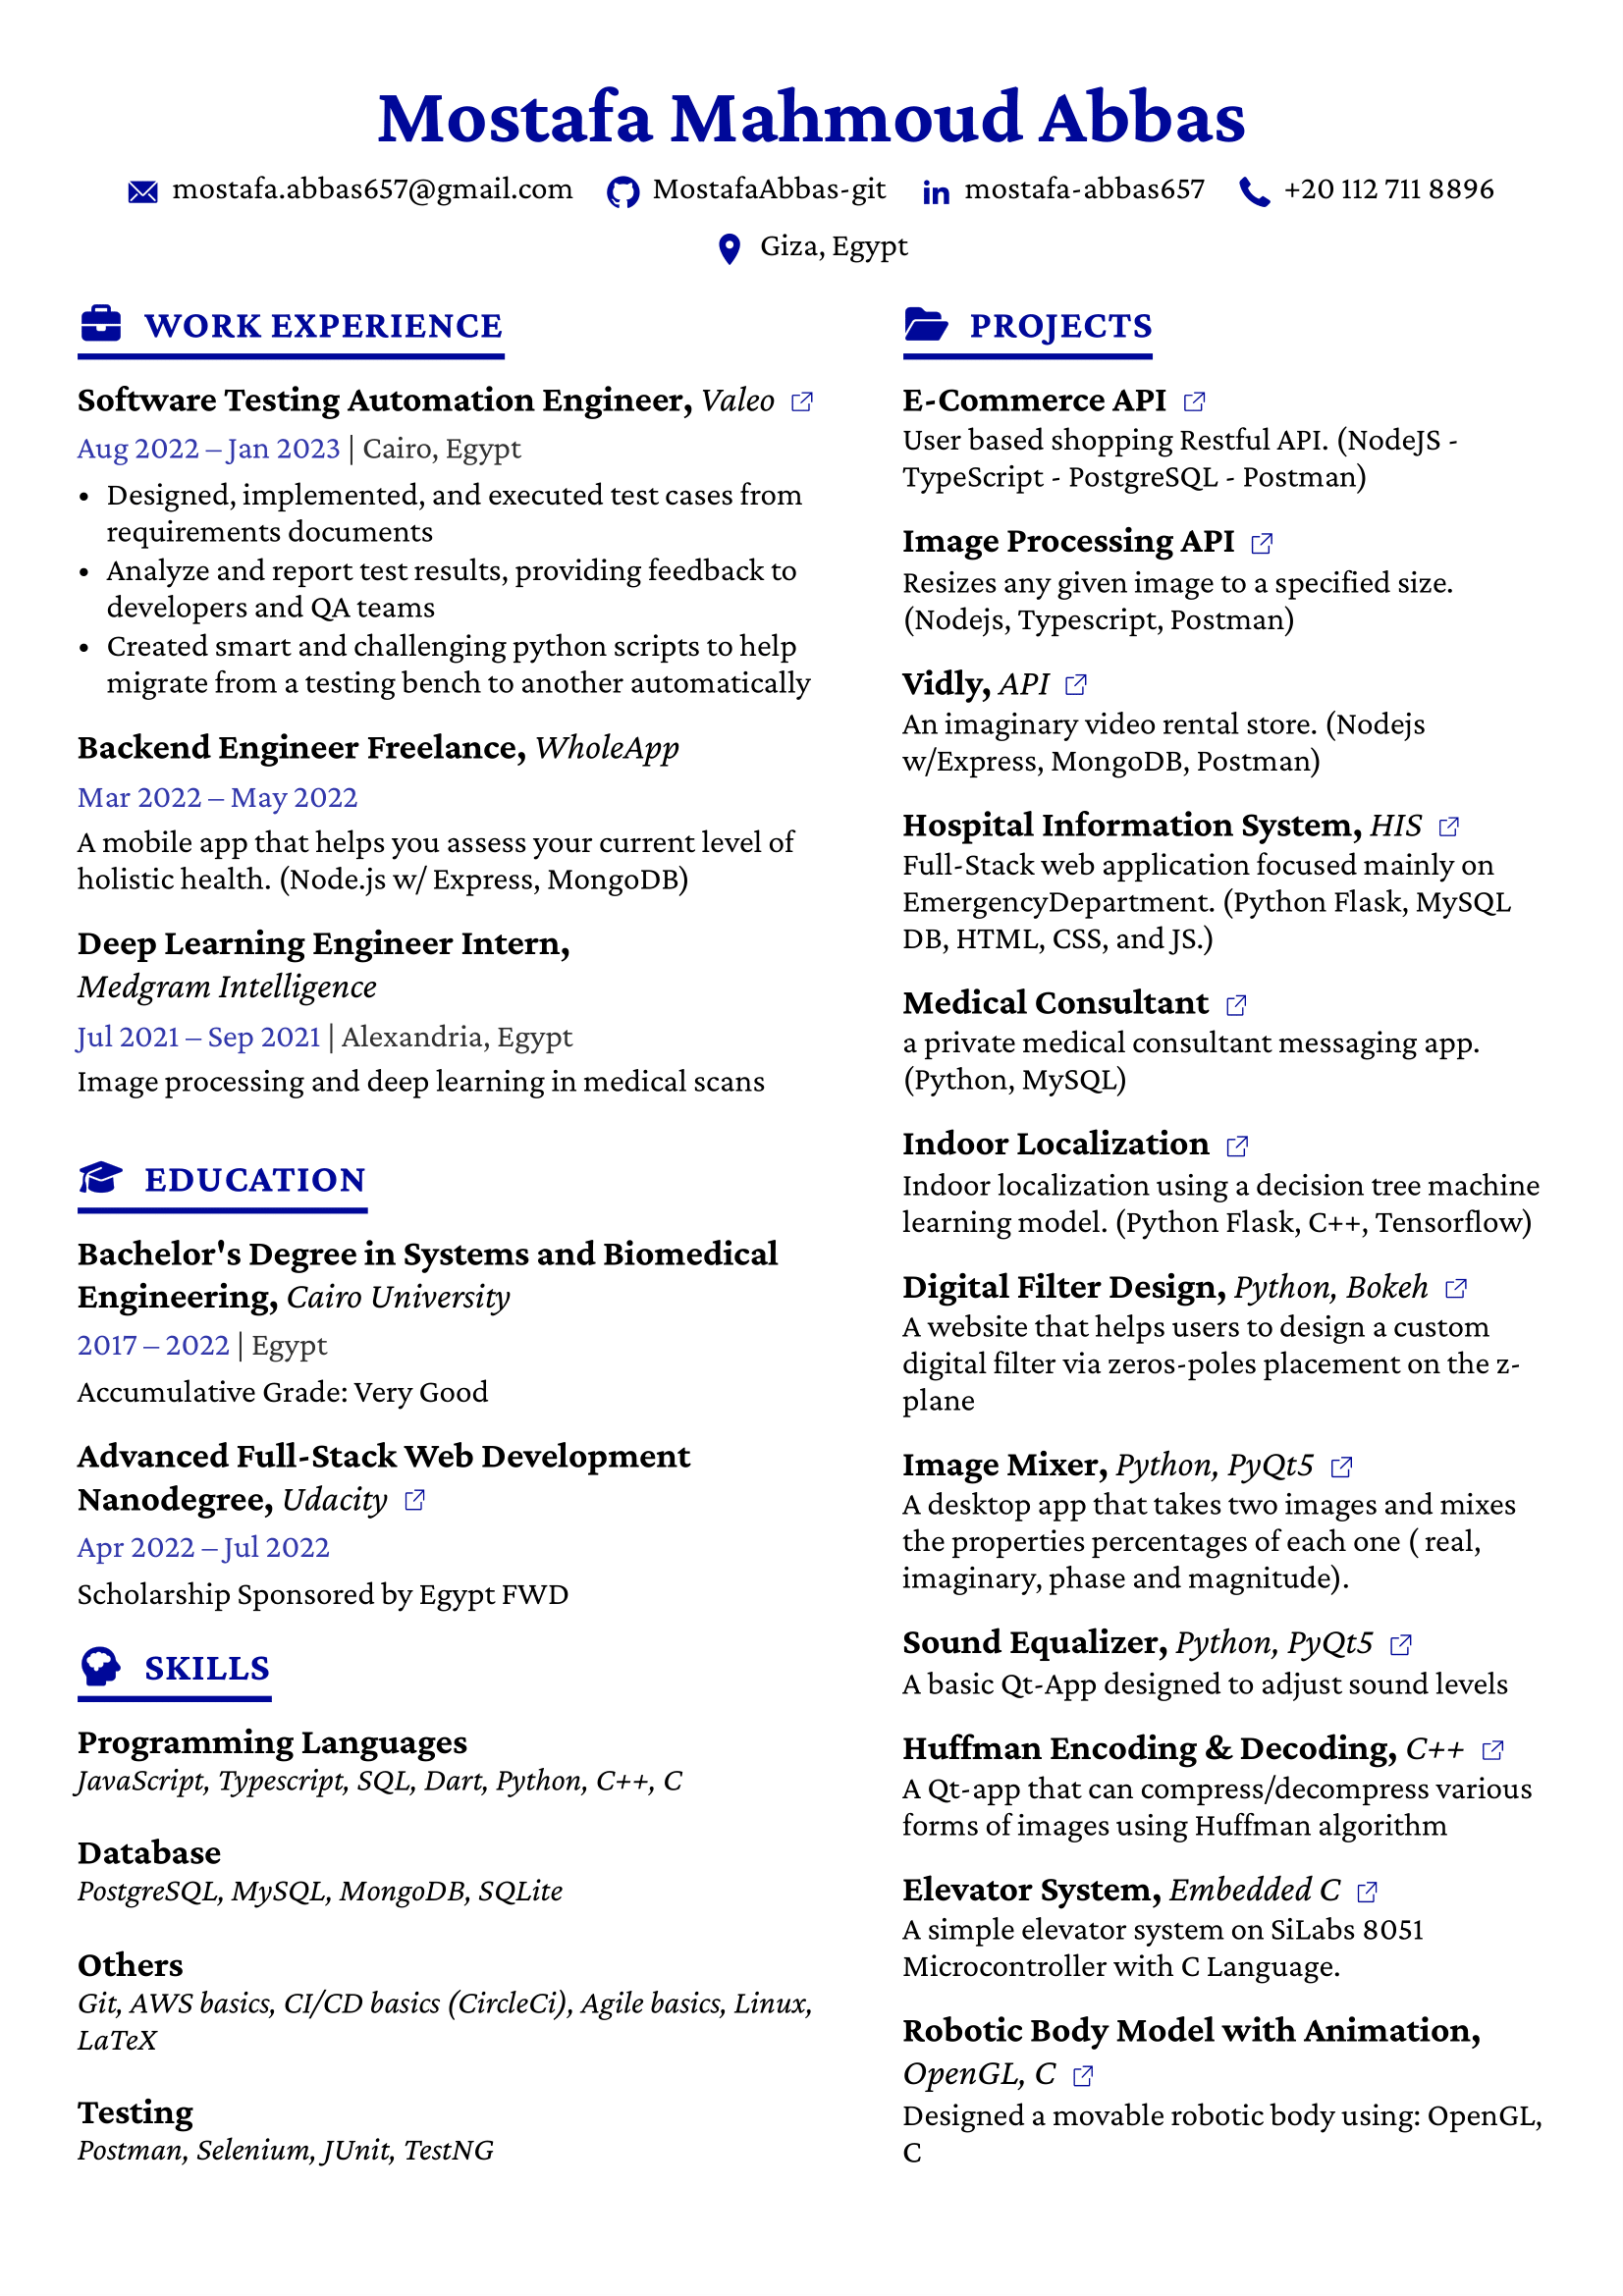 Mostafa Mahmoud Abbas
mostafa.abbas657@gmail.com MostafaAbbas-git mostafa-abbas657 +20 112 711 8896
Giza, Egypt
WORK EXPERIENCE
Software Testing Automation Engineer, Valeo
Aug 2022 – Jan 2023 | Cairo, Egypt
• Designed, implemented, and executed test cases from
requirements documents
• Analyze and report test results, providing feedback to
developers and QA teams
• Created smart and challenging python scripts to help
migrate from a testing bench to another automatically
Backend Engineer Freelance, WholeApp
Mar 2022 – May 2022
A mobile app that helps you assess your current level of
holistic health. (Node.js w/ Express, MongoDB)
Deep Learning Engineer Intern,
Medgram Intelligence
Jul 2021 – Sep 2021 | Alexandria, Egypt
Image processing and deep learning in medical scans
EDUCATION
Bachelor's Degree in Systems and Biomedical
Engineering, Cairo University
2017 – 2022 | Egypt
Accumulative Grade: Very Good
Advanced Full-Stack Web Development
Nanodegree, Udacity
Apr 2022 – Jul 2022
Scholarship Sponsored by Egypt FWD
SKILLS
Programming Languages
JavaScript, Typescript, SQL, Dart, Python, C++, C
Database
PostgreSQL, MySQL, MongoDB, SQLite
Others
Git, AWS basics, CI/CD basics (CircleCi), Agile basics, Linux,
LaTeX
Testing
Postman, Selenium, JUnit, TestNG
PROJECTS
E-Commerce API
User based shopping Restful API. (NodeJS -
TypeScript - PostgreSQL - Postman)
Image Processing API
Resizes any given image to a specified size.
(Nodejs, Typescript, Postman)
Vidly, API
An imaginary video rental store. (Nodejs
w/Express, MongoDB, Postman)
Hospital Information System, HIS
Full-Stack web application focused mainly on
EmergencyDepartment. (Python Flask, MySQL
DB, HTML, CSS, and JS.)
Medical Consultant
a private medical consultant messaging app.
(Python, MySQL)
Indoor Localization
Indoor localization using a decision tree machine
learning model. (Python Flask, C++, Tensorflow)
Digital Filter Design, Python, Bokeh
A website that helps users to design a custom
digital filter via zeros-poles placement on the z-
plane
Image Mixer, Python, PyQt5
A desktop app that takes two images and mixes
the properties percentages of each one ( real,
imaginary, phase and magnitude).
Sound Equalizer, Python, PyQt5
A basic Qt-App designed to adjust sound levels
Huffman Encoding & Decoding, C++
A Qt-app that can compress/decompress various
forms of images using Huffman algorithm
Elevator System, Embedded C
A simple elevator system on SiLabs 8051
Microcontroller with C Language.
Robotic Body Model with Animation,
OpenGL, C
Designed a movable robotic body using: OpenGL,
C